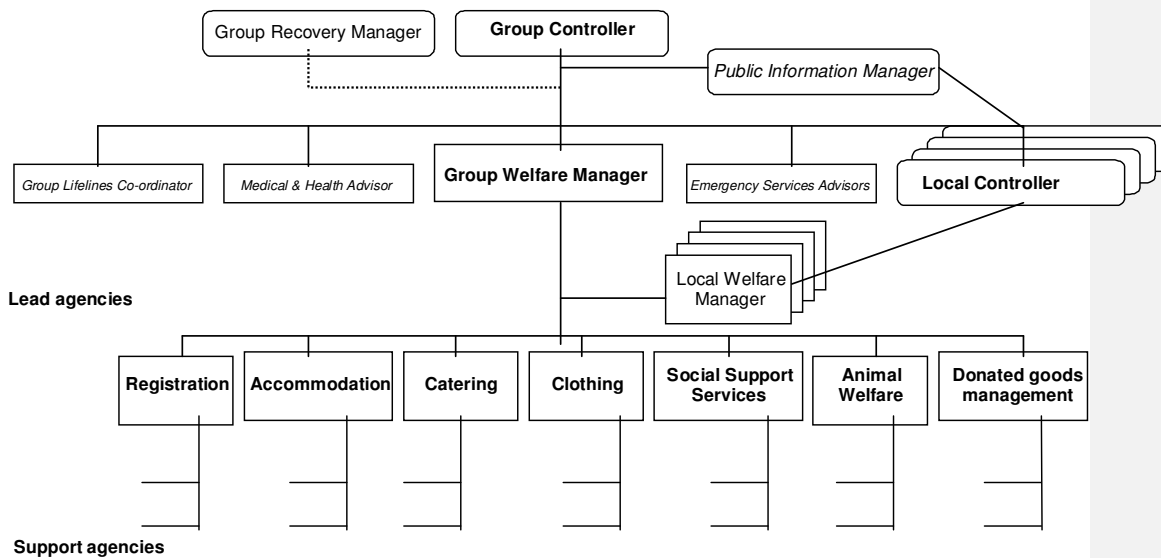 Group Recovery Manager
Group Controller
Public Information Manager
Group Lifelines Co-ordinator
Medical & Health Advisor
Group Welfare Manager
Emergency Services Advisors
Local Controller
Local Welfare
Manager
Lead agencies
Registration
Accommodation
Catering
Clothing
Social Support
Services
Animal
Welfare
Donated goods
management
Support agencies